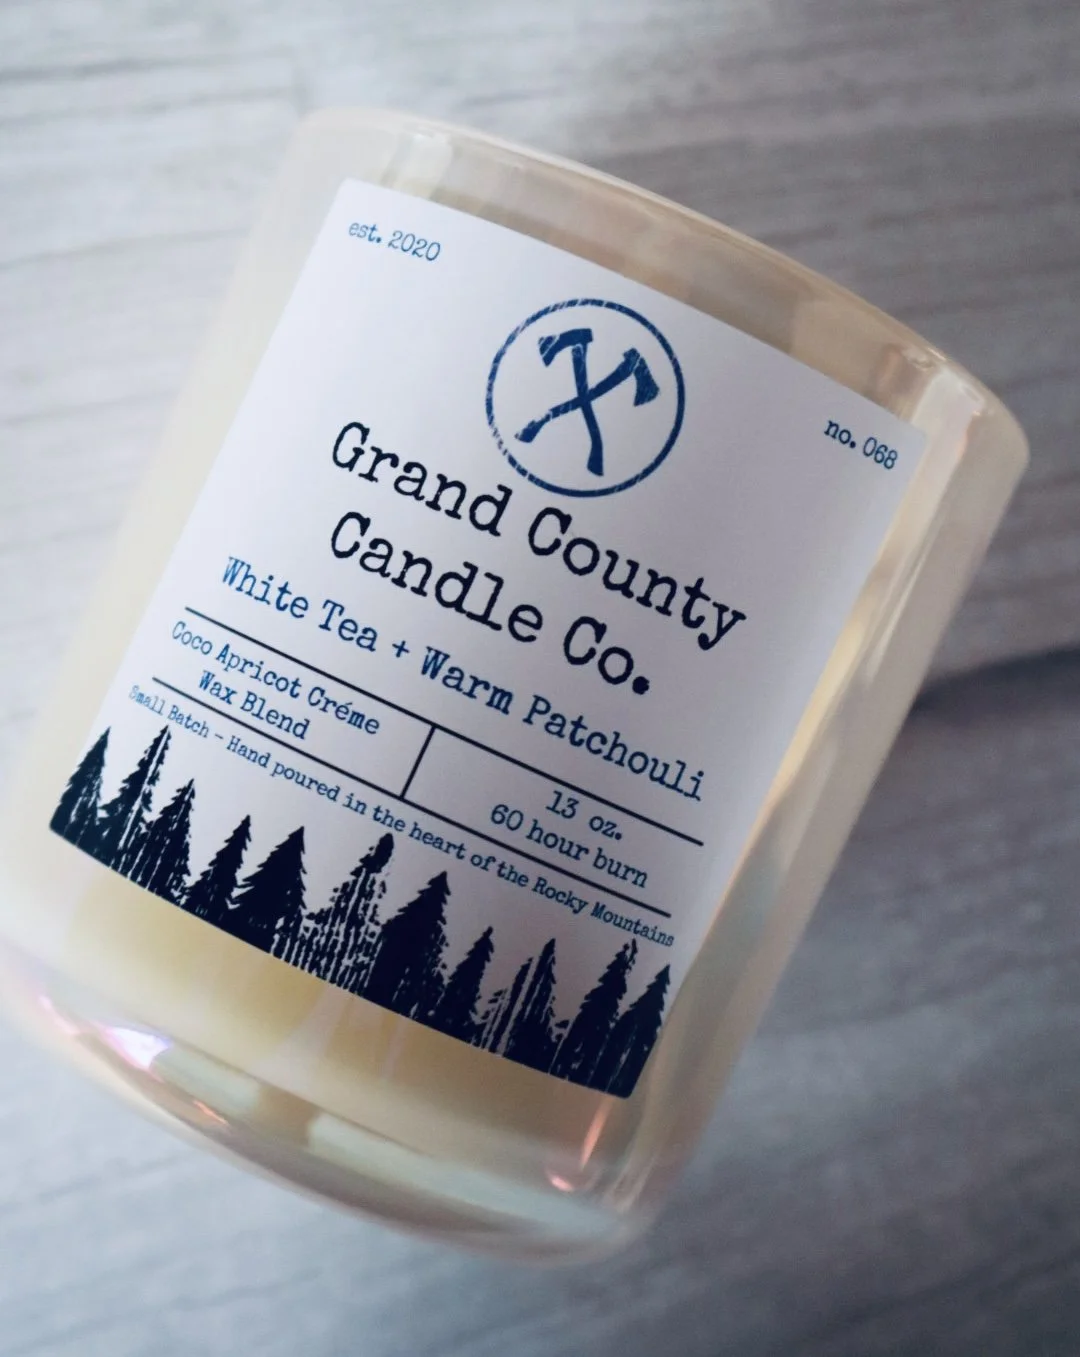 est. 2020
no. 068
Grand County
Candle Co.
White Tea + Warm Patchouli
Coco Apricot Créme
Wax Blend
13 oz.
60 hour burn
Small Batch - Hand poured in the heart of the Rocky Mountains